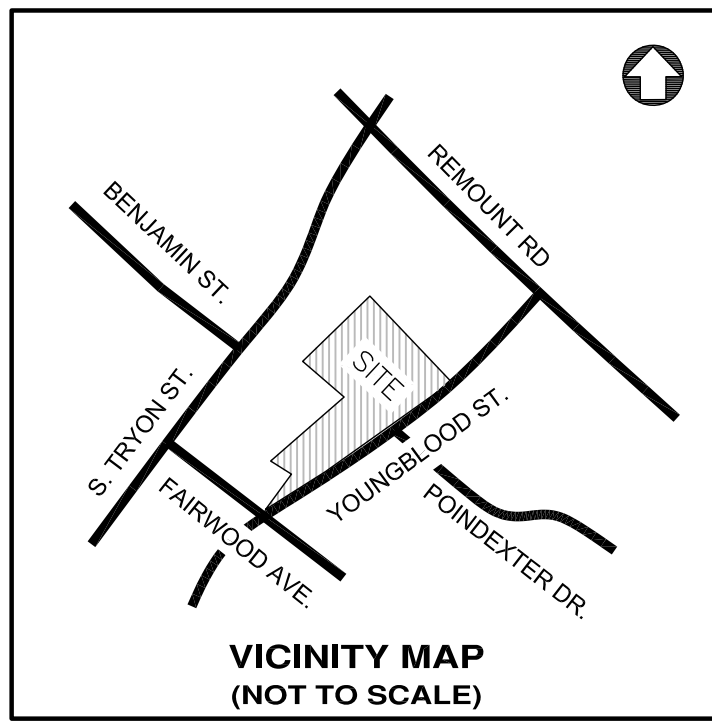 REMOUNT RD
BENJAMIN ST.
SITE
S. TRYON ST.
YOUNGBLOOD ST.
FAIRWOOD AVE.
POINDEXTER DR.
VICINITY MAP
(NOT TO SCALE)